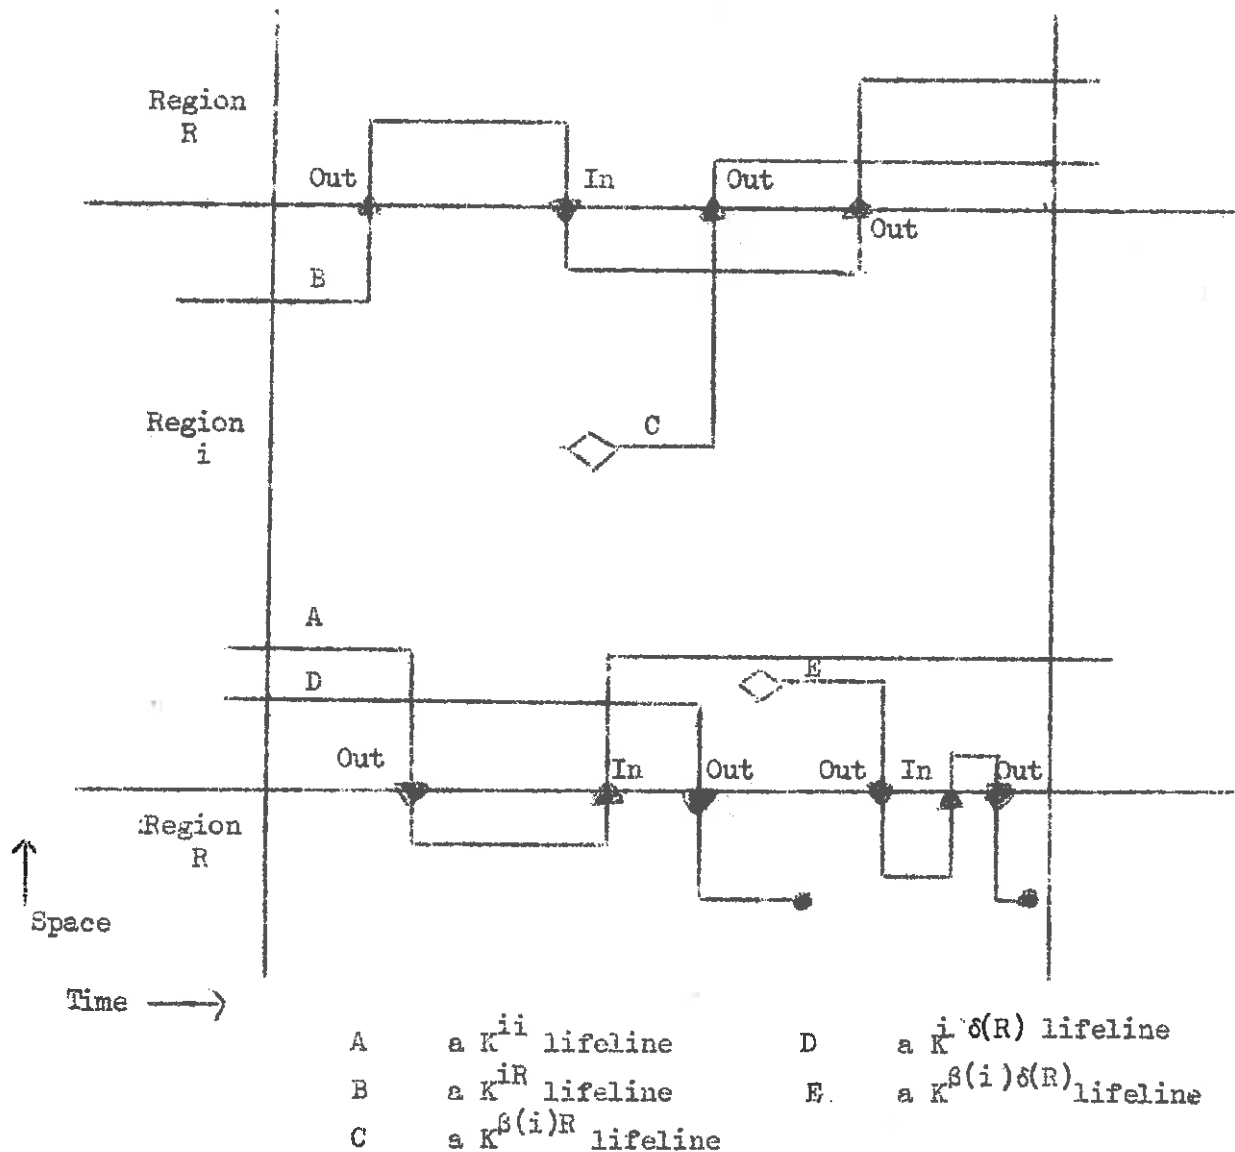 Region
R
Out
In
Out
Out
B
Region
i
C
A
E
D
Out
In
Out
Out
In
Out
Region
R
Space
Time
A a K^ii lifeline
B a K^iR lifeline
C a K^β(i)R lifeline
D a K^i δ(R) lifeline
E. a K^β(i)δ(R) lifeline